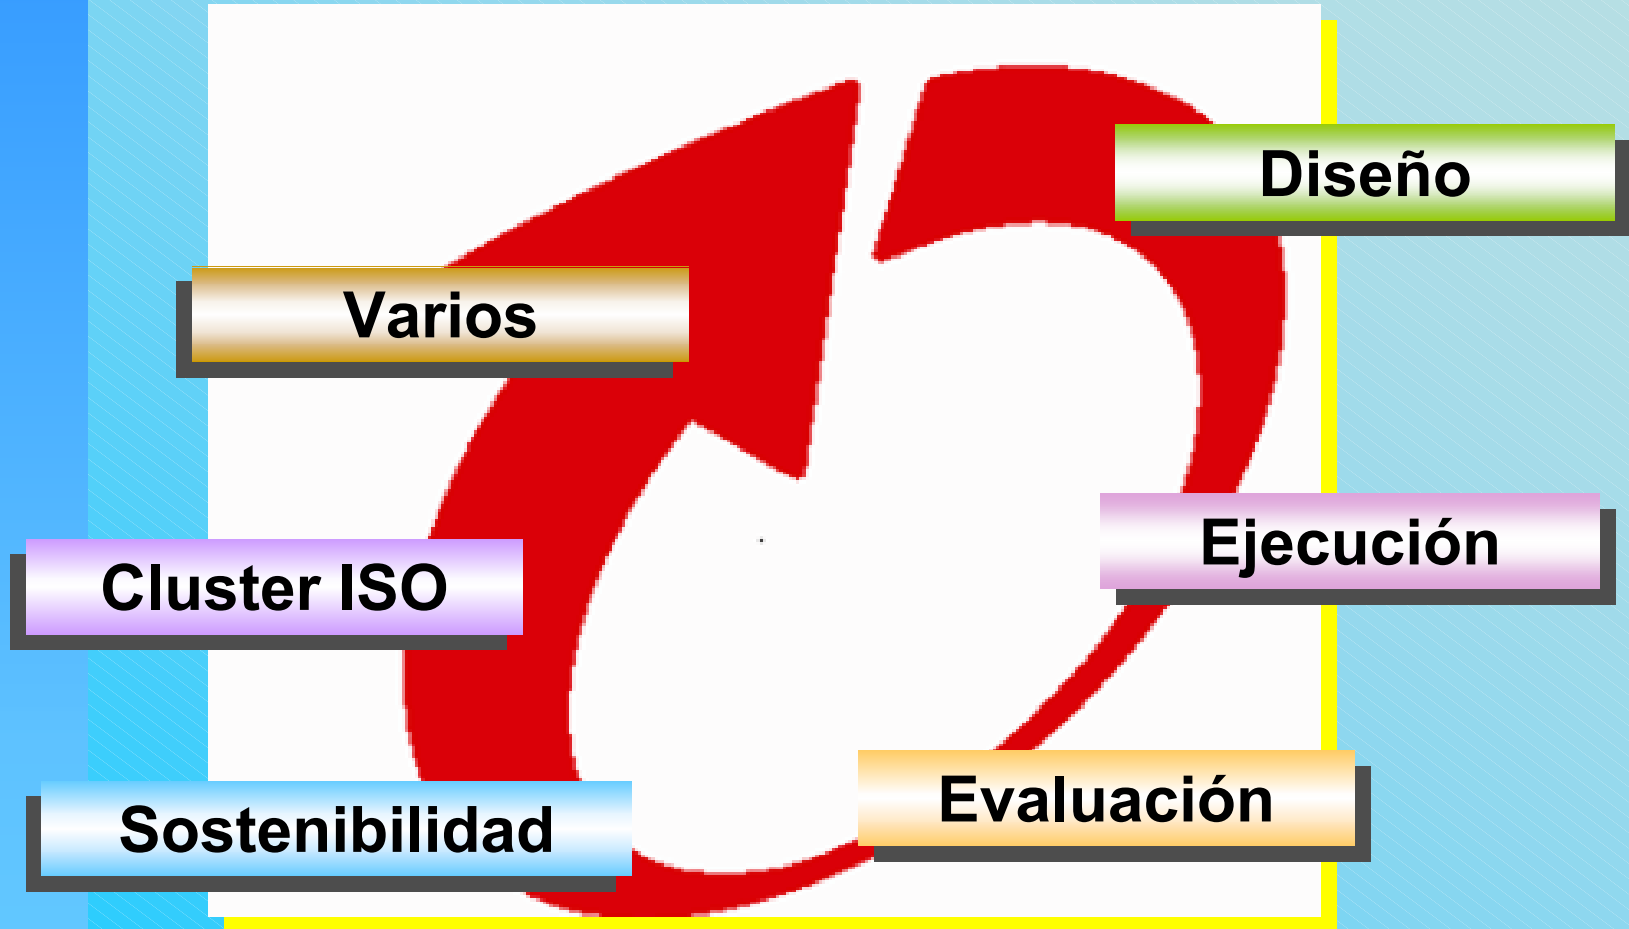 Diseño
Varios
Ejecución
Cluster ISO
Evaluación
Sostenibilidad